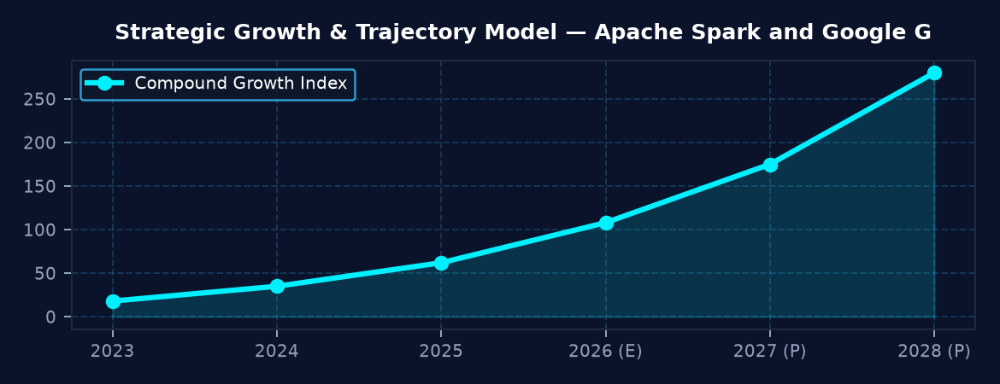 Strategic Growth & Trajectory Model — Apache Spark and Google G
Compound Growth Index
250
200
150
100
50
0
2023 2024 2025 2026 (E) 2027 (P) 2028 (P)